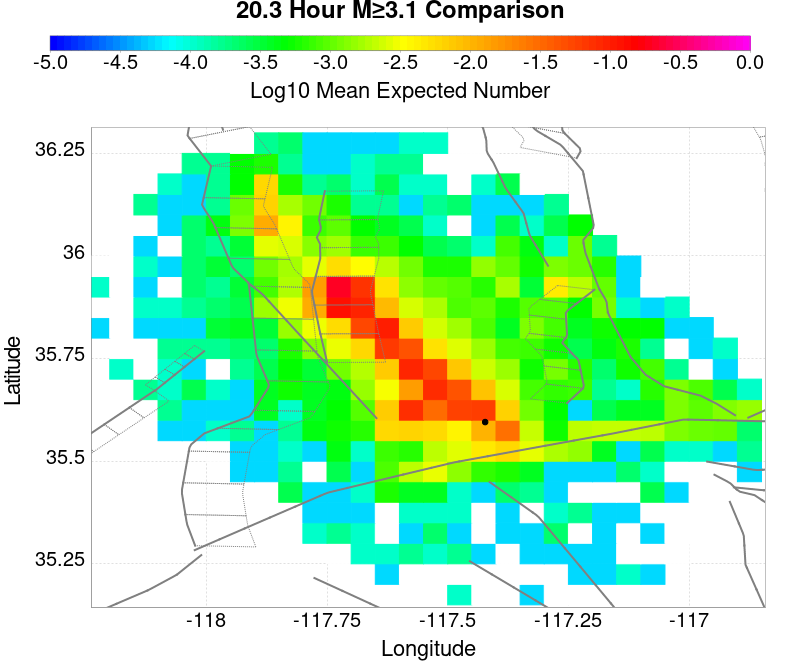 20.3 Hour M≥3.1 Comparison
-5.0 -4.5 -4.0 -3.5 -3.0 -2.5 -2.0 -1.5 -1.0 -0.5 0.0
Log10 Mean Expected Number
36.25
36
35.75
35.5
35.25
Latitude
-118 -117.75 -117.5 -117.25 -117
Longitude